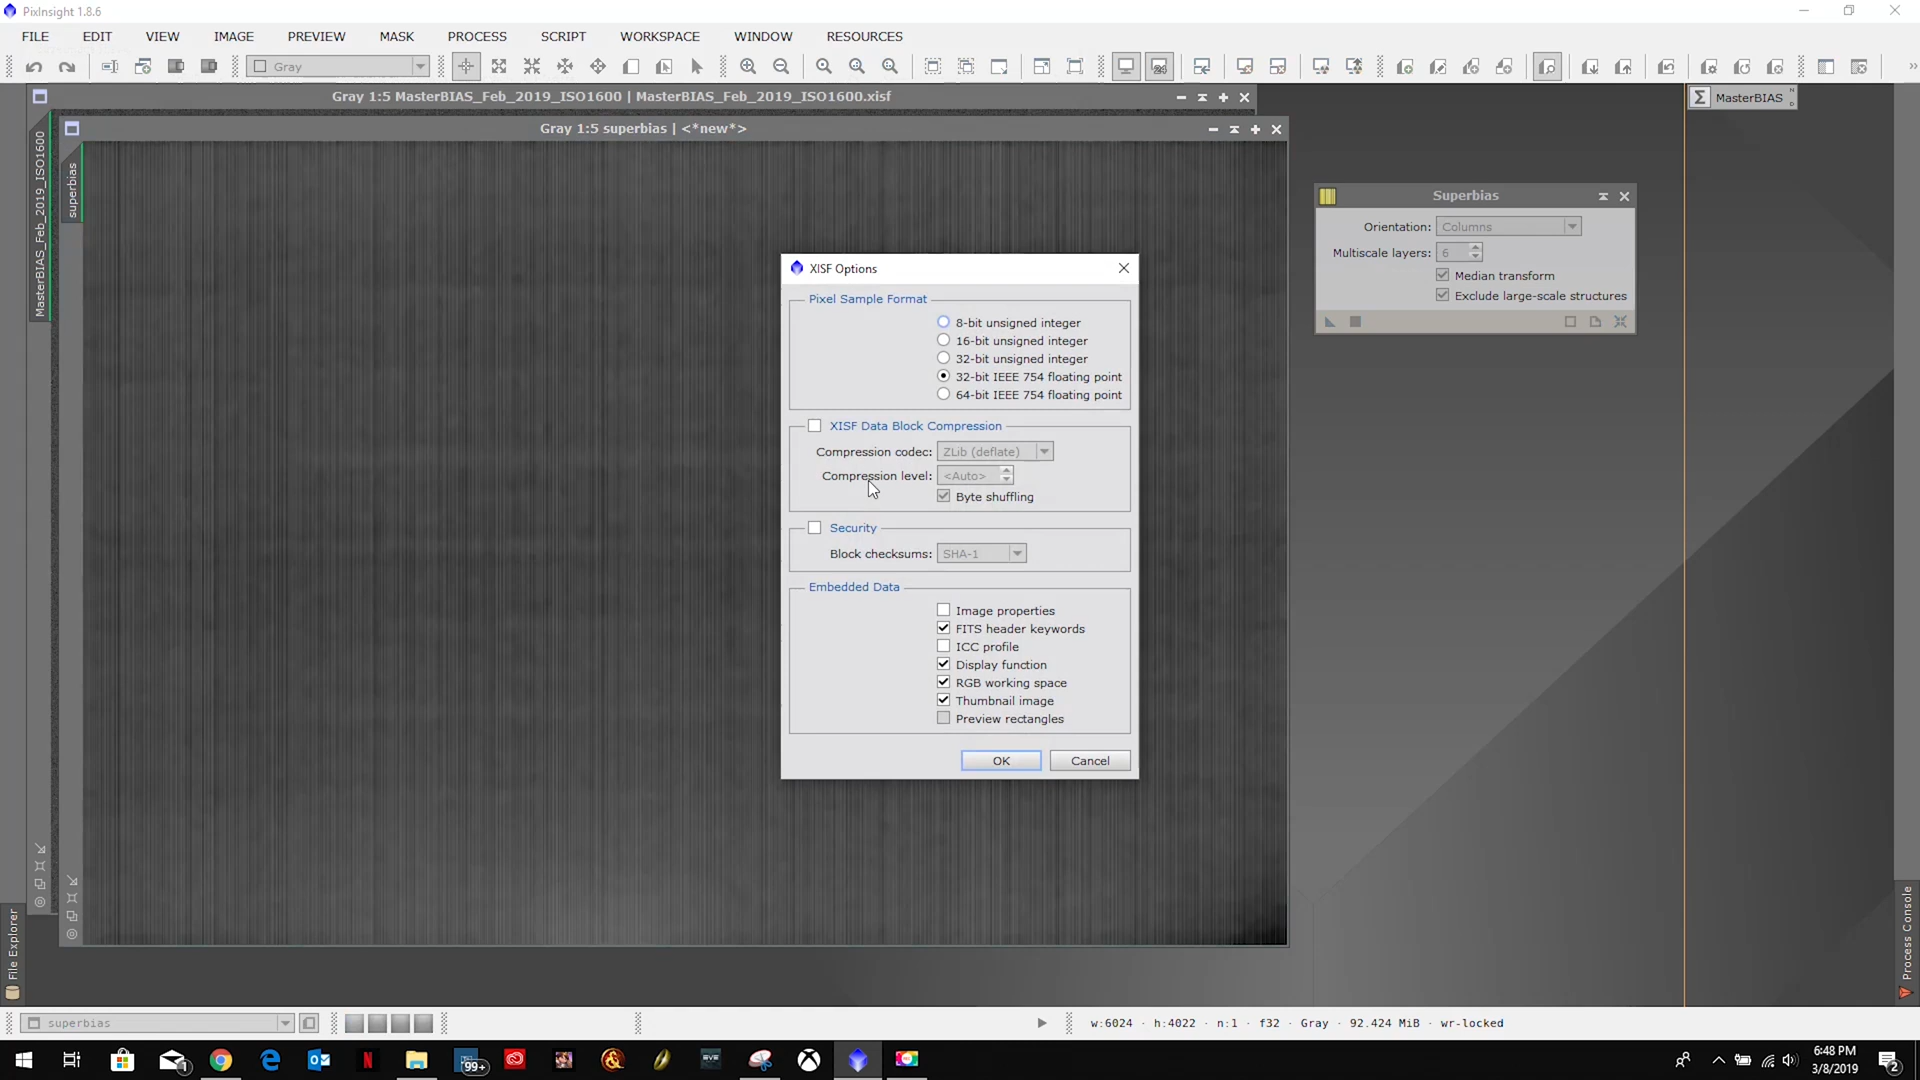 PixInsight 1.8.6
FILE EDIT VIEW IMAGE PREVIEW MASK PROCESS SCRIPT WORKSPACE WINDOW RESOURCES
Gray
Gray 1:5 MasterBIAS_Feb_2019_ISO1600 | MasterBIAS_Feb_2019_ISO1600.xisf
MasterBIAS
Gray 1:5 superbias | <*new*>
MasterBIAS_Feb_2019_ISO1600
superbias
Superbias
Orientation: Columns
Multiscale layers: 6
Median transform
Exclude large-scale structures
XISF Options
Pixel Sample Format
8-bit unsigned integer
16-bit unsigned integer
32-bit unsigned integer
32-bit IEEE 754 floating point
64-bit IEEE 754 floating point
XISF Data Block Compression
Compression codec: ZLib (deflate)
Compression level: <Auto>
Byte shuffling
Security
Block checksums: SHA-1
Embedded Data
Image properties
FITS header keywords
ICC profile
Display function
RGB working space
Thumbnail image
Preview rectangles
OK Cancel
File Explorer
Process Console
superbias
w:6024 · h:4022 · n:1 · f32 · Gray · 92.424 MiB · wr-locked
99+
6:48 PM
3/8/2019